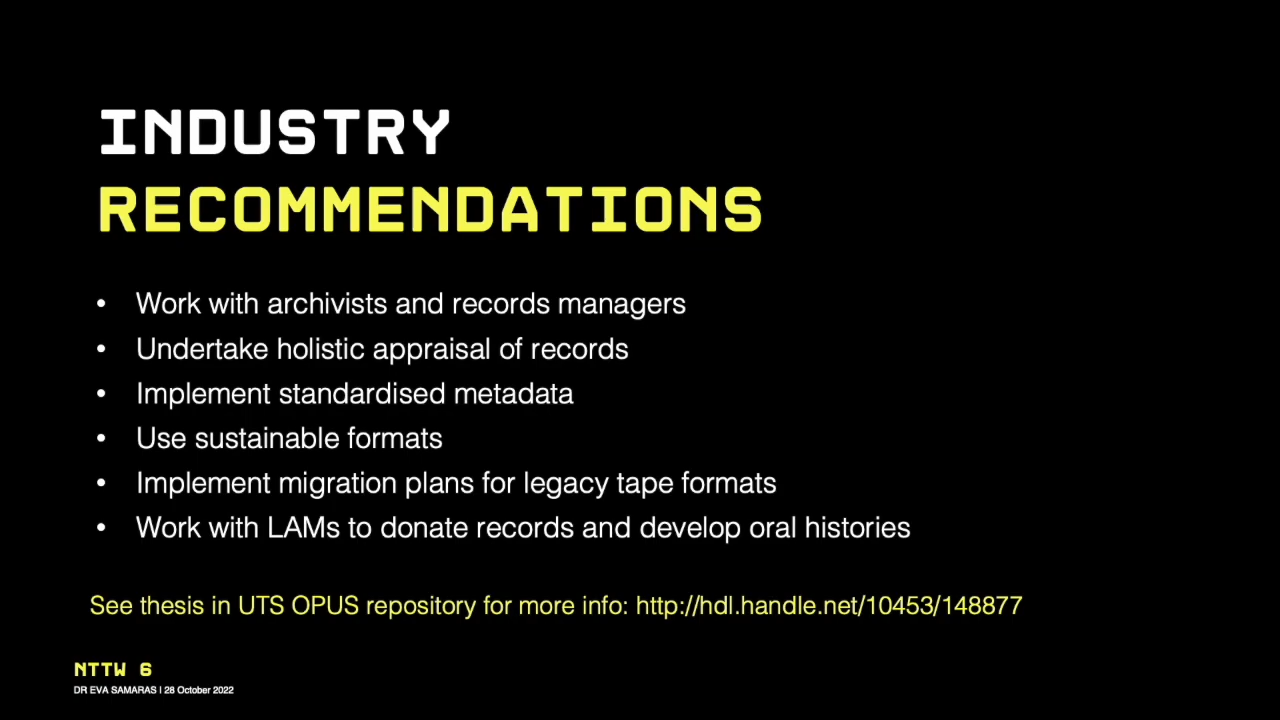 INDUSTRY
RECOMMENDATIONS
• Work with archivists and records managers
• Undertake holistic appraisal of records
• Implement standardised metadata
• Use sustainable formats
• Implement migration plans for legacy tape formats
• Work with LAMs to donate records and develop oral histories
See thesis in UTS OPUS repository for more info: http://hdl.handle.net/10453/148877
NTTW 6
DR EVA SAMARAS | 28 October 2022